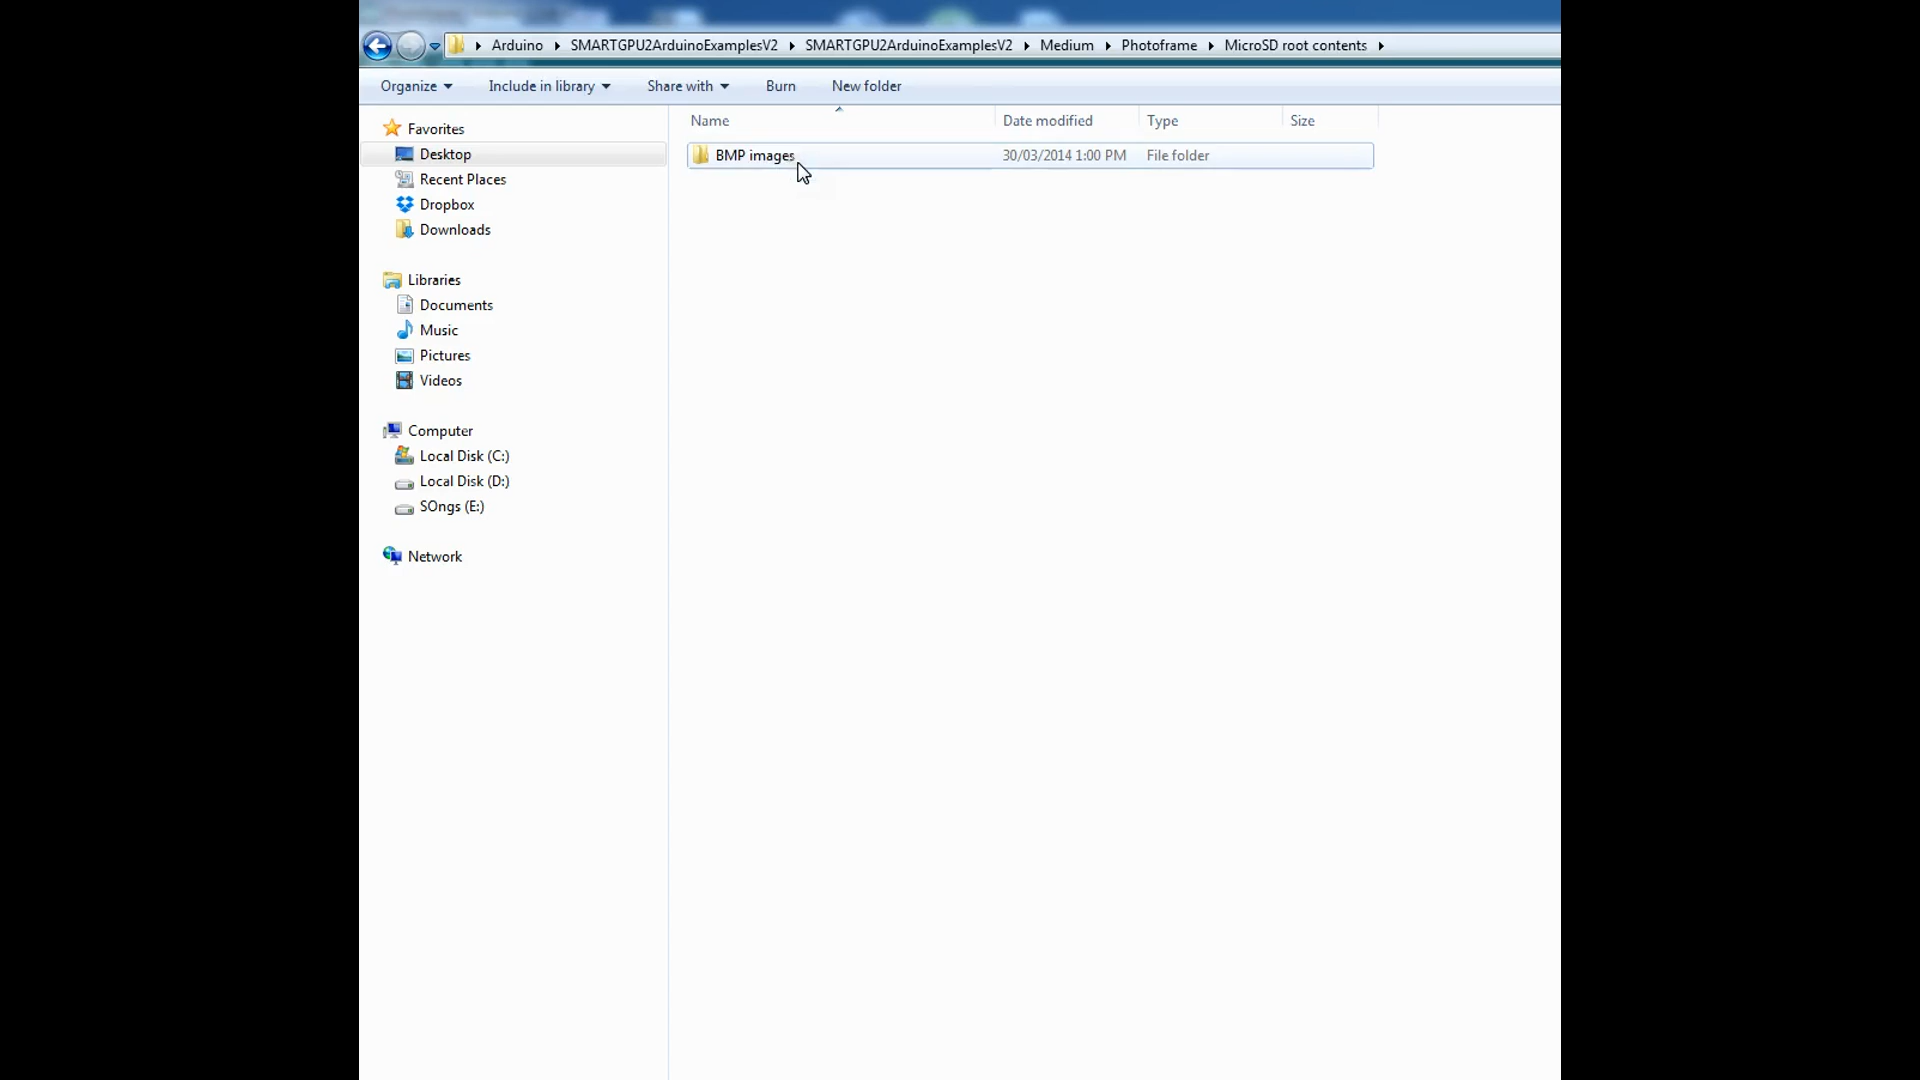 Arduino SMARTGPU2ArduinoExamplesV2 SMARTGPU2ArduinoExamplesV2 Medium Photoframe MicroSD root contents
Organize Include in library Share with Burn New folder
Favorites
Desktop
Recent Places
Dropbox
Downloads
Libraries
Documents
Music
Pictures
Videos
Computer
Local Disk (C:)
Local Disk (D:)
SOngs (E:)
Network
Name Date modified Type Size
BMP images 30/03/2014 1:00 PM File folder